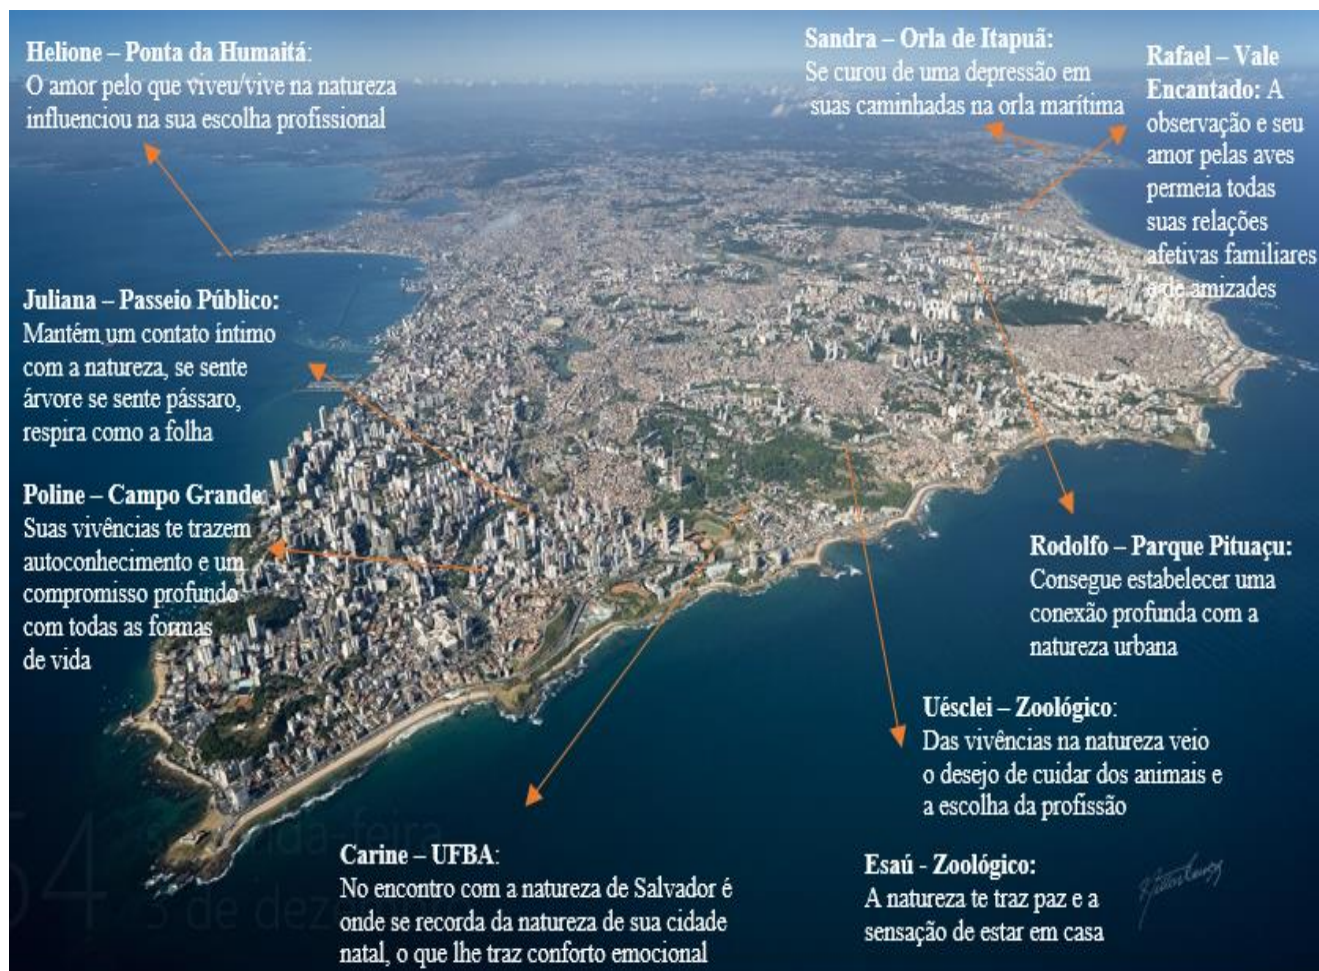 Helione – Ponta da Humaitá:
O amor pelo que viveu/vive na natureza
influenciou na sua escolha profissional
Sandra – Orla de Itapuã:
Se curou de uma depressão em
suas caminhadas na orla marítima
Rafael – Vale
Encantado: A
observação e seu
amor pelas aves
permeia todas
suas relações
afetivas familiares
e de amizades
Juliana – Passeio Público:
Mantém um contato íntimo
com a natureza, se sente
árvore se sente pássaro,
respira como a folha
Poline – Campo Grande:
Suas vivências te trazem
autoconhecimento e um
compromisso profundo
com todas as formas
de vida
Rodolfo – Parque Pituaçu:
Consegue estabelecer uma
conexão profunda com a
natureza urbana
Uésclei – Zoológico:
Das vivências na natureza veio
o desejo de cuidar dos animais e
a escolha da profissão
Carine – UFBA:
No encontro com a natureza de Salvador é
onde se recorda da natureza de sua cidade
natal, o que lhe traz conforto emocional
Esaú - Zoológico:
A natureza te traz paz e a
sensação de estar em casa